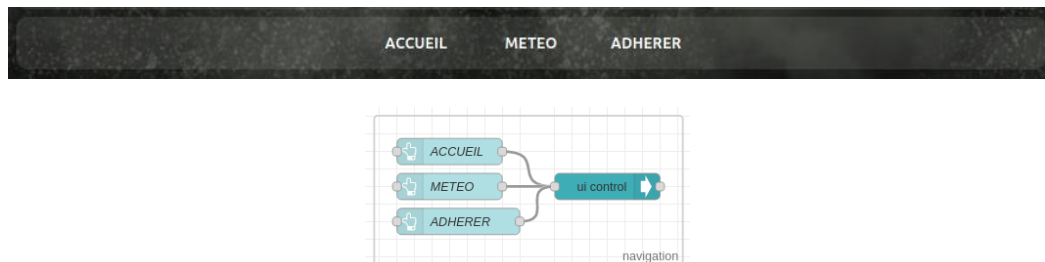 ACCUEIL METEO ADHERER
ACCUEIL
METEO
ui control
ADHERER
navigation